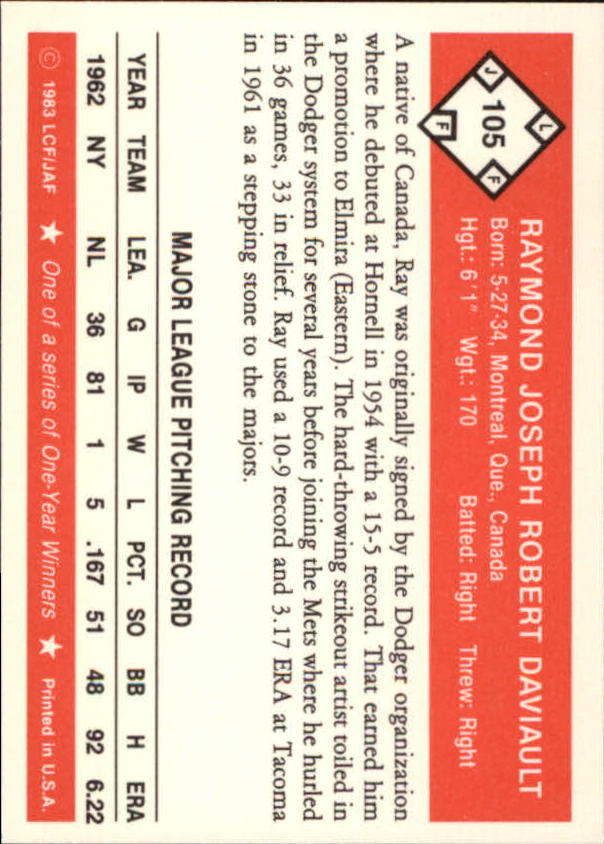 L
J 105 F
F
RAYMOND JOSEPH ROBERT DAVIAULT
Born: 5-27-34, Montreal, Que., Canada
Hgt.: 6'1" Wgt.: 170 Batted: Right Threw: Right
A native of Canada, Ray was originally signed by the Dodger organization
where he debuted at Hornell in 1954 with a 15-5 record. That earned him
a promotion to Elmira (Eastern). The hard-throwing strikeout artist toiled in
the Dodger system for several years before joining the Mets where he hurled
in 36 games, 33 in relief. Ray used a 10-9 record and 3.17 ERA at Tacoma
in 1961 as a stepping stone to the majors.
MAJOR LEAGUE PITCHING RECORD
YEAR TEAM LEA. G IP W L PCT. SO BB H ERA
1962 NY NL 36 81 1 5 .167 51 48 92 6.22
© 1983 LCF/JAF ★ One of a series of One-Year Winners ★ Printed in U.S.A.